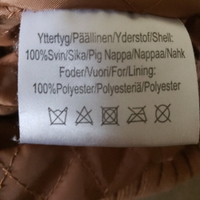 Yttertyg/Päällinen/Yderstof/Shell:
100%Svin/Sika/Pig Nappa/Nappaa/Nahk
Foder/Vuori/For/Lining:
100%Polyester/Polyesteriä/Polyester